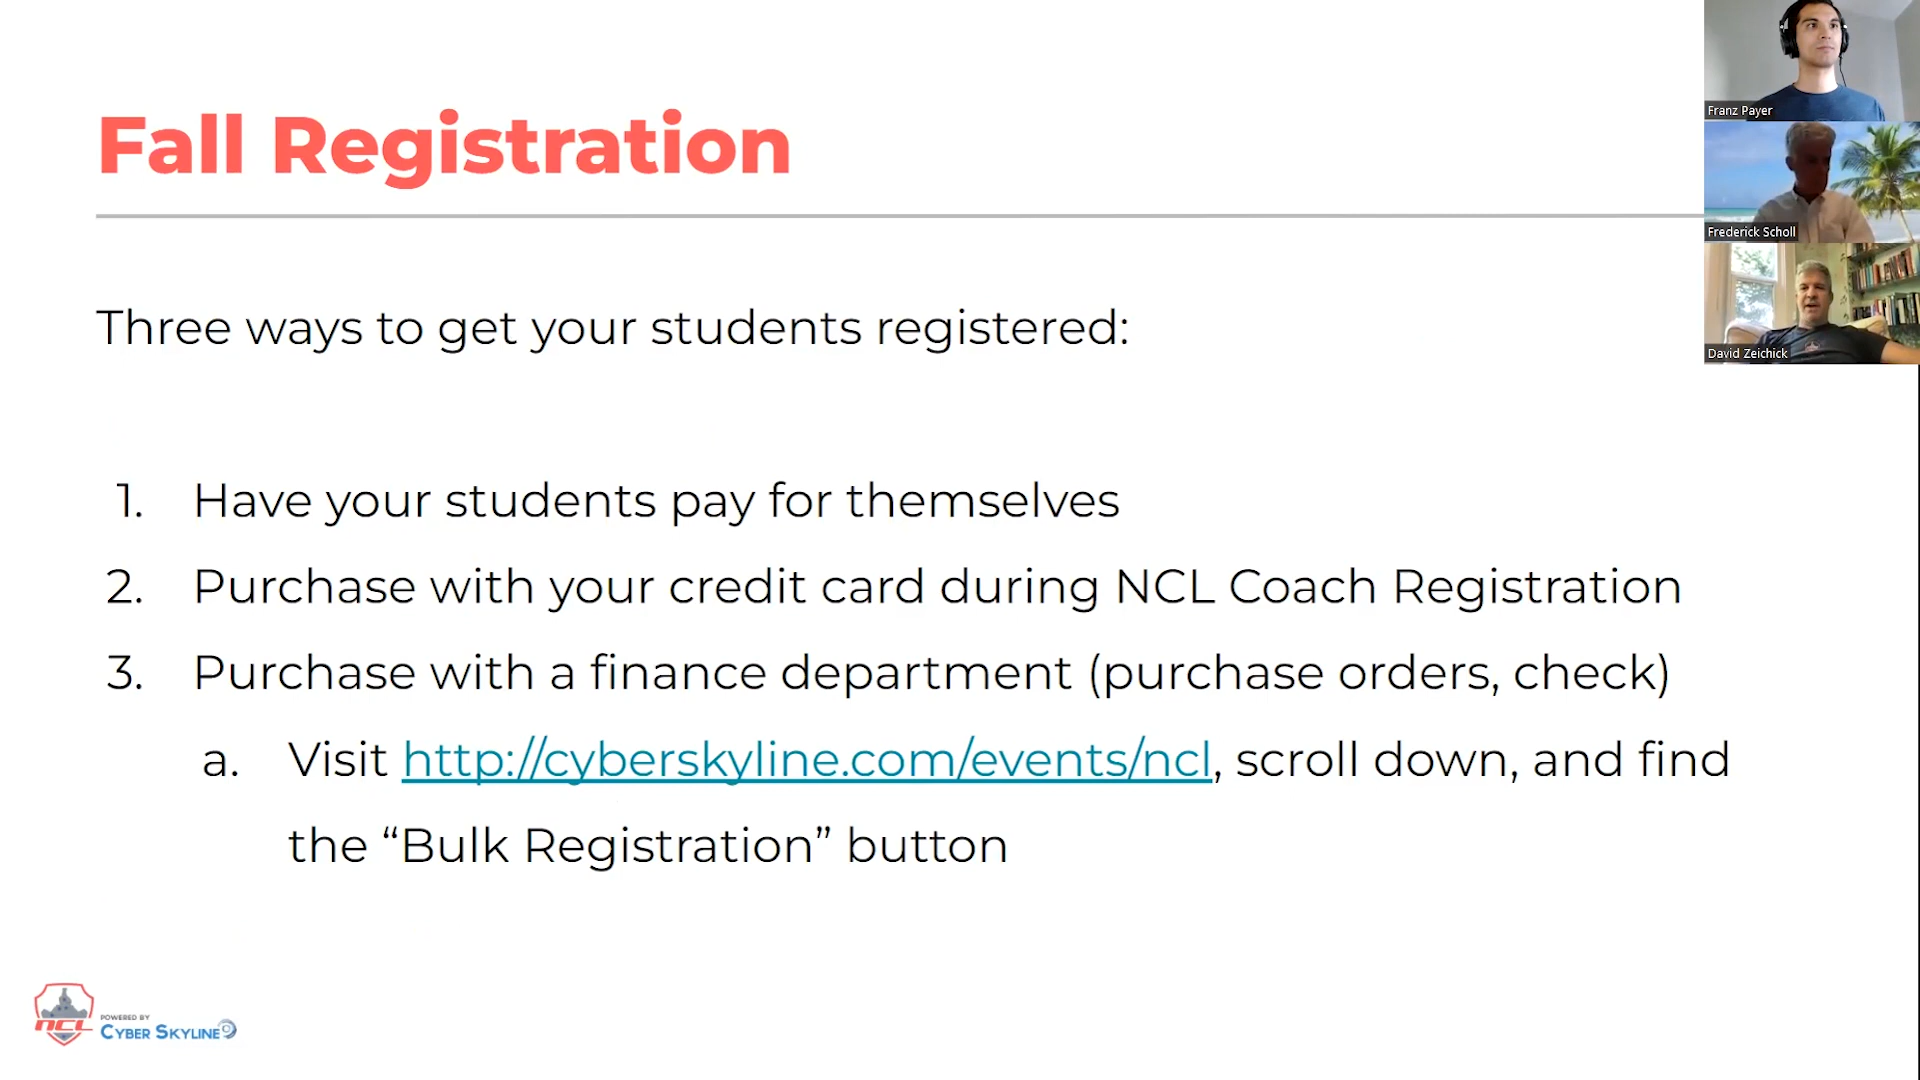 Fall Registration
Three ways to get your students registered:
1. Have your students pay for themselves
2. Purchase with your credit card during NCL Coach Registration
3. Purchase with a finance department (purchase orders, check)
a. Visit http://cyberskyline.com/events/ncl, scroll down, and find
the “Bulk Registration” button
Franz Payer
Frederick Scholl
David Zeichick
NCL
POWERED BY
CYBER SKYLINE